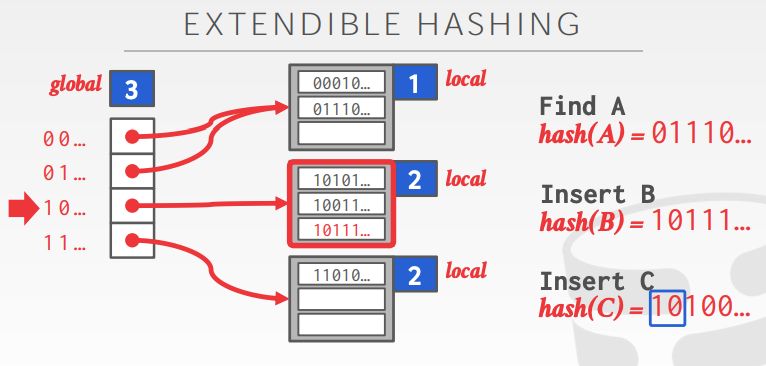 EXTENDIBLE HASHING
global 3
00…
01…
10…
11…
00010…
01110…
1 local
10101…
10011…
10111…
2 local
11010…
2 local
Find A
hash(A) = 01110…
Insert B
hash(B) = 10111…
Insert C
hash(C) = 10100…